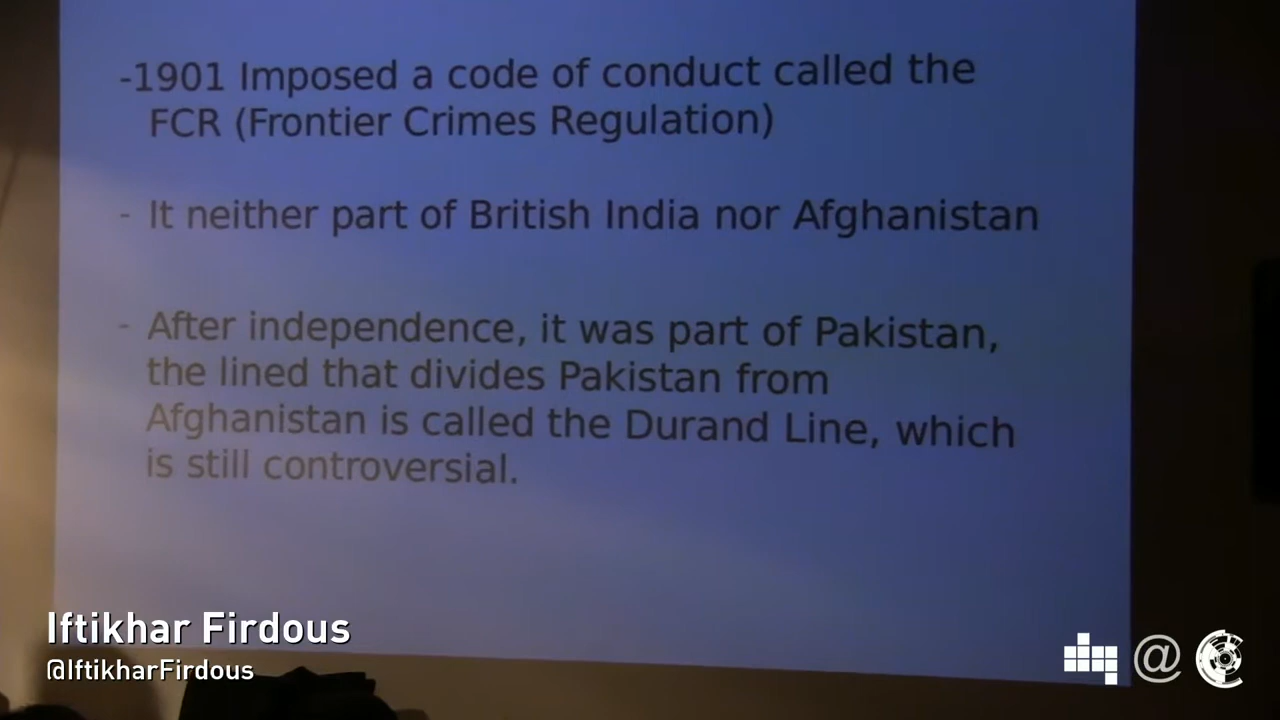 -1901 Imposed a code of conduct called the
FCR (Frontier Crimes Regulation)
- It neither part of British India nor Afghanistan
- After independence, it was part of Pakistan,
the lined that divides Pakistan from
Afghanistan is called the Durand Line, which
is still controversial.
Iftikhar Firdous
@IftikharFirdous
@